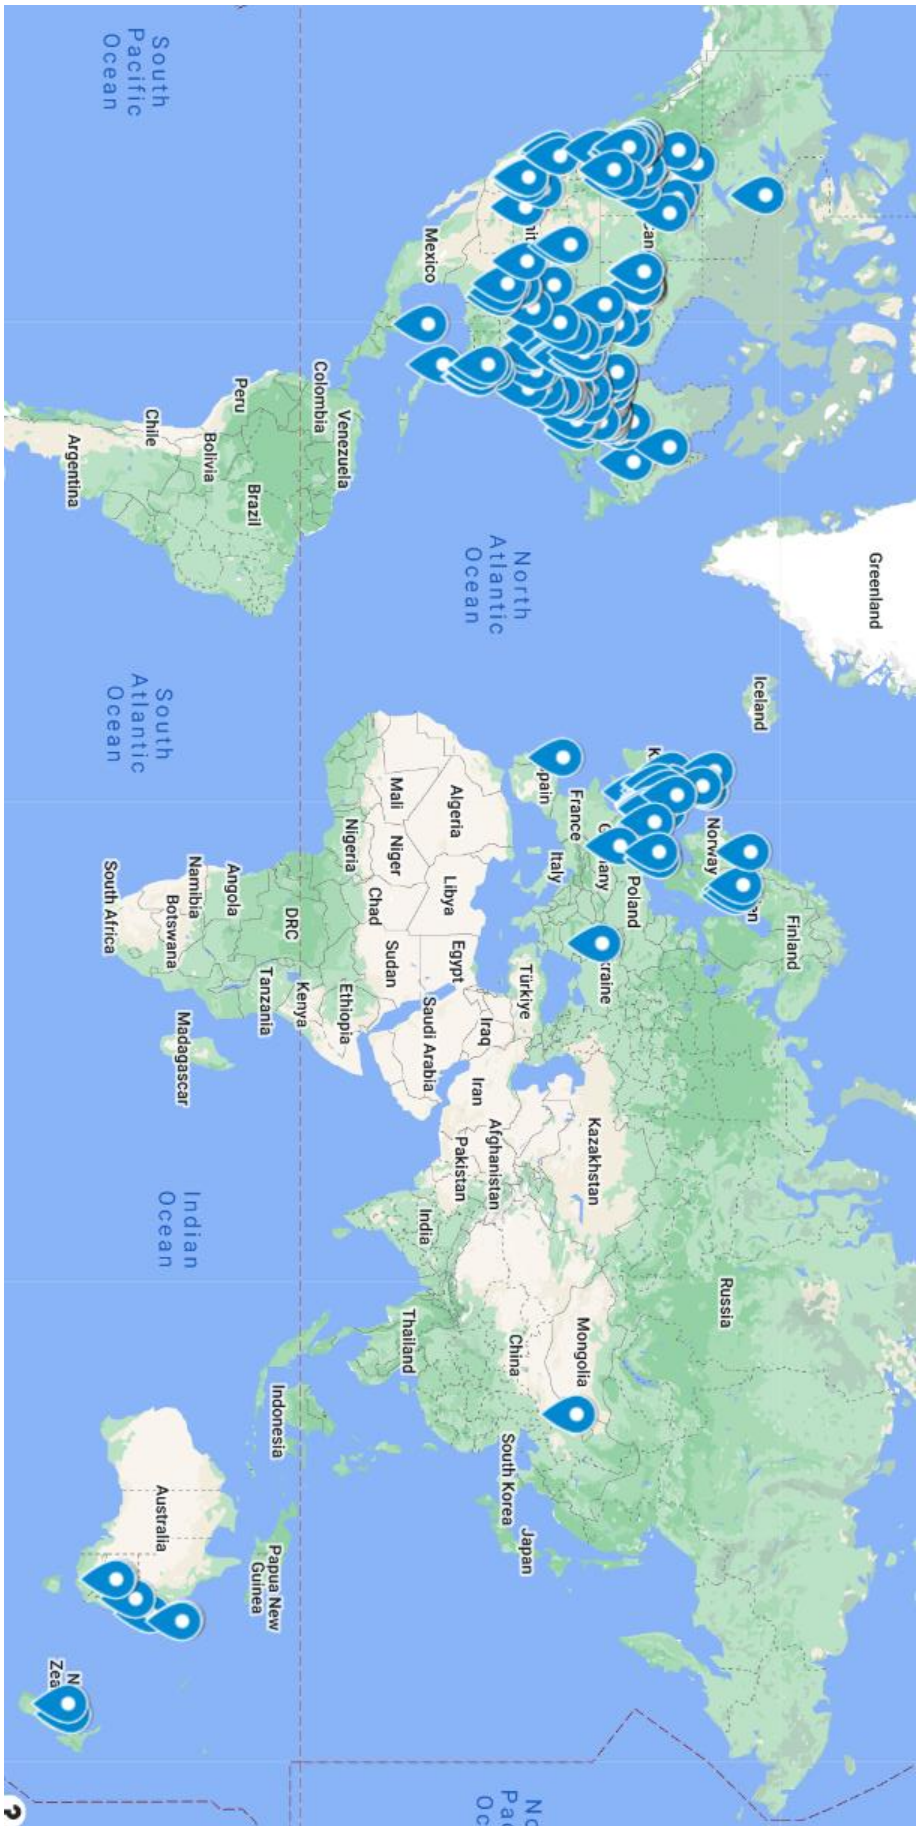 Greenland
Iceland
Norway
Finland
Russia
Poland
France
Italy
Türkiye
Kazakhstan
Mongolia
China
South Korea
Japan
Iraq
Iran
Afghanistan
Pakistan
India
Thailand
Algeria
Libya
Egypt
Saudi Arabia
Mali
Niger
Chad
Sudan
Nigeria
Ethiopia
Kenya
DRC
Tanzania
Angola
Namibia
Botswana
Madagascar
South Africa
Mexico
Venezuela
Colombia
Peru
Brazil
Bolivia
Chile
Argentina
Indonesia
Papua New
Guinea
Australia
North
Atlantic
Ocean
South
Pacific
Ocean
South
Atlantic
Ocean
Indian
Ocean